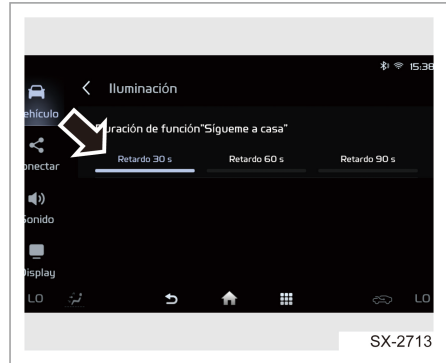 15:38
Iluminación
ehículo
uración de función"Sígueme a casa"
Retardo 30 s
Retardo 60 s
Retardo 90 s
onectar
Sonido
Display
LO
LO
SX-2713